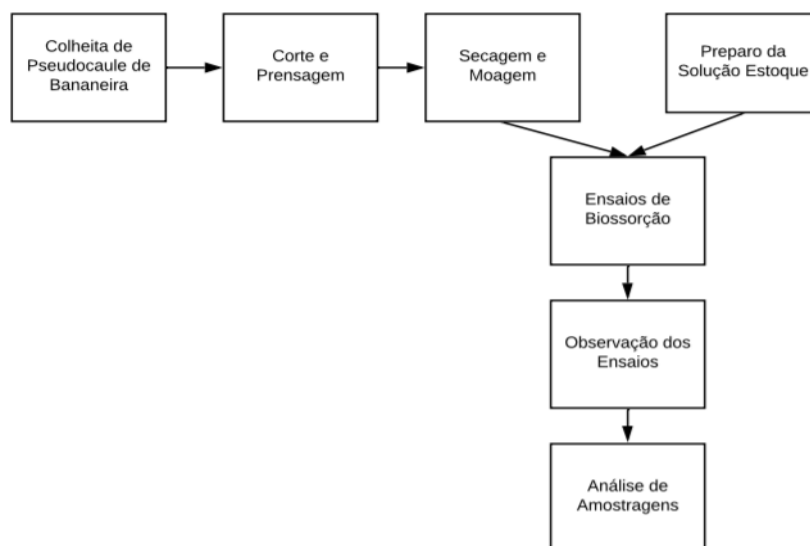 Colheita de
Pseudocaule de
Bananeira
Corte e
Prensagem
Secagem e
Moagem
Preparo da
Solução Estoque
Ensaios de
Biossorção
Observação dos
Ensaios
Análise de
Amostragens